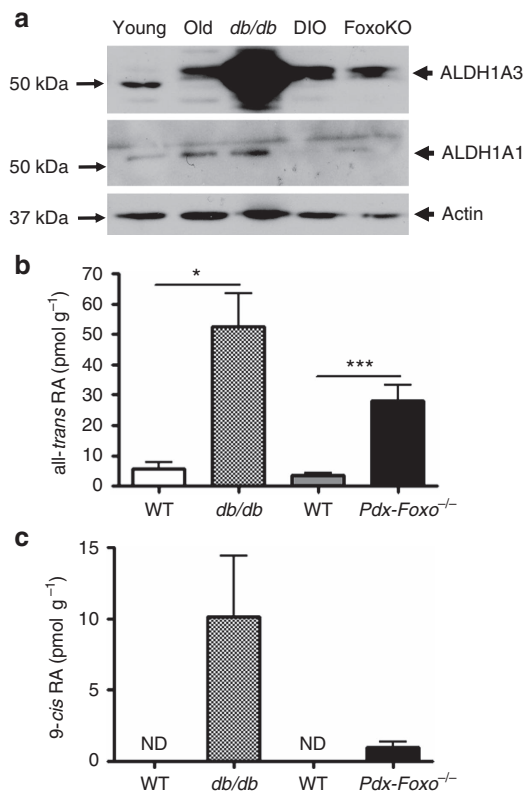 a
Young Old db/db DIO FoxoKO
50 kDa ALDH1A3
50 kDa ALDH1A1
37 kDa Actin
b
all-trans RA (pmol g⁻¹)
70
60
50
40
30
20
10
0
* ***
WT db/db WT Pdx-Foxo⁻/⁻
c
9-cis RA (pmol g⁻¹)
15
10
5
0
ND ND
WT db/db WT Pdx-Foxo⁻/⁻